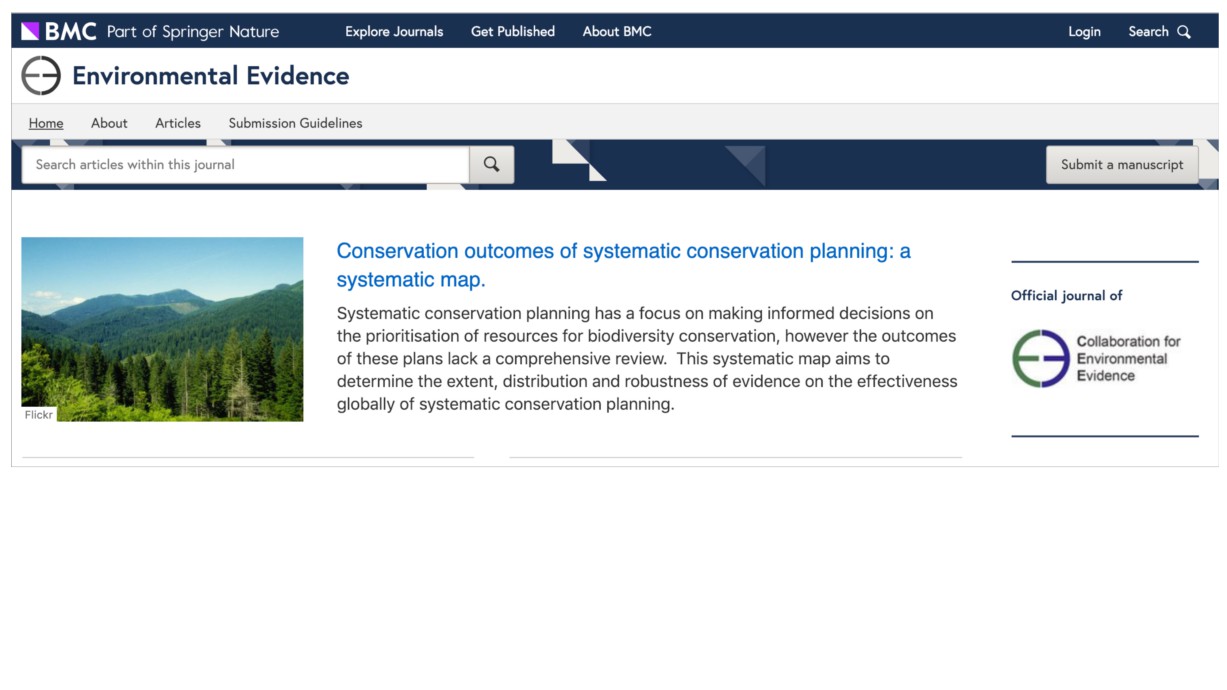 BMC Part of Springer Nature
Explore Journals
Get Published
About BMC
Login
Search
Environmental Evidence
Home
About
Articles
Submission Guidelines
Search articles within this journal
Submit a manuscript
Flickr
Conservation outcomes of systematic conservation planning: a
systematic map.
Systematic conservation planning has a focus on making informed decisions on
the prioritisation of resources for biodiversity conservation, however the outcomes
of these plans lack a comprehensive review. This systematic map aims to
determine the extent, distribution and robustness of evidence on the effectiveness
globally of systematic conservation planning.
Official journal of
Collaboration for
Environmental
Evidence